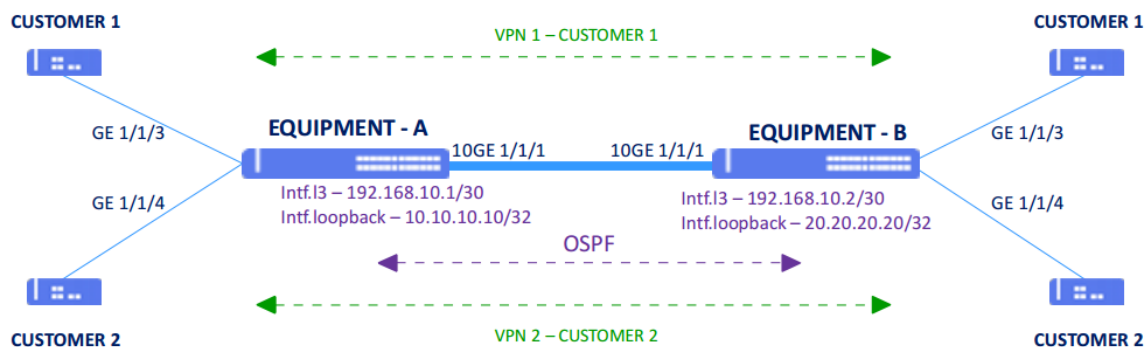 CUSTOMER 1
CUSTOMER 1
VPN 1 – CUSTOMER 1
GE 1/1/3
EQUIPMENT - A
EQUIPMENT - B
GE 1/1/3
10GE 1/1/1
10GE 1/1/1
GE 1/1/4
Intf.l3 – 192.168.10.1/30
Intf.loopback – 10.10.10.10/32
Intf.l3 – 192.168.10.2/30
Intf.loopback – 20.20.20.20/32
GE 1/1/4
OSPF
CUSTOMER 2
VPN 2 – CUSTOMER 2
CUSTOMER 2